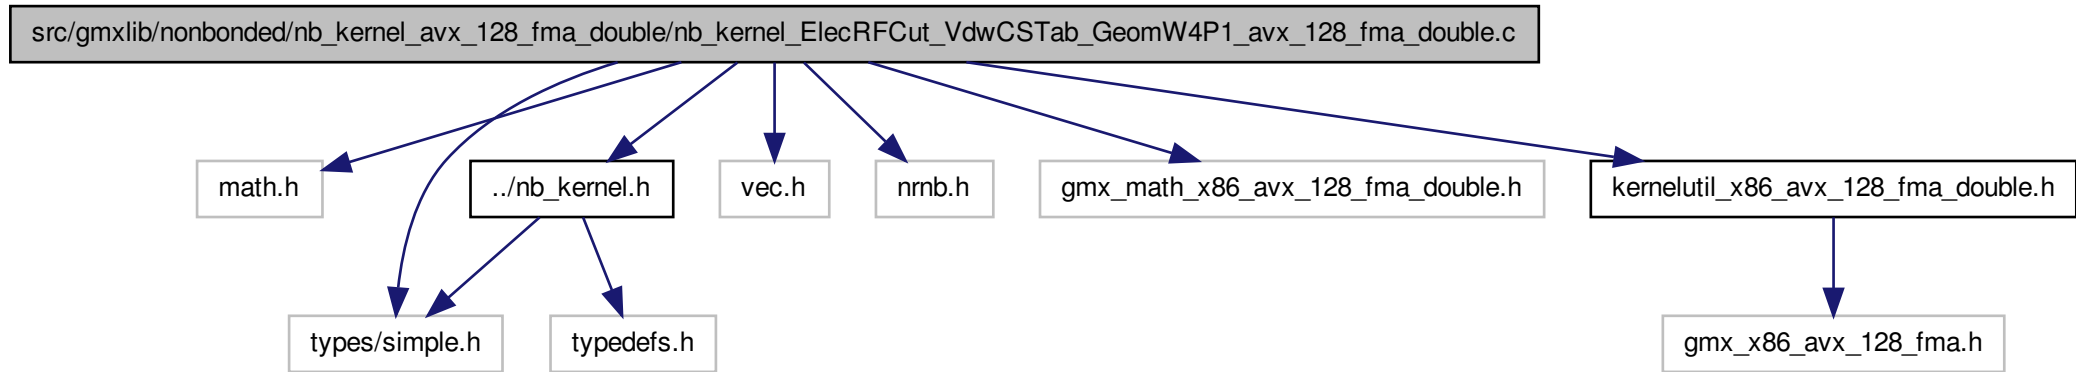 src/gmxlib/nonbonded/nb_kernel_avx_128_fma_double/nb_kernel_ElecRFCut_VdwCSTab_GeomW4P1_avx_128_fma_double.c
math.h
../nb_kernel.h
vec.h
nrnb.h
gmx_math_x86_avx_128_fma_double.h
kernelutil_x86_avx_128_fma_double.h
types/simple.h
typedefs.h
gmx_x86_avx_128_fma.h